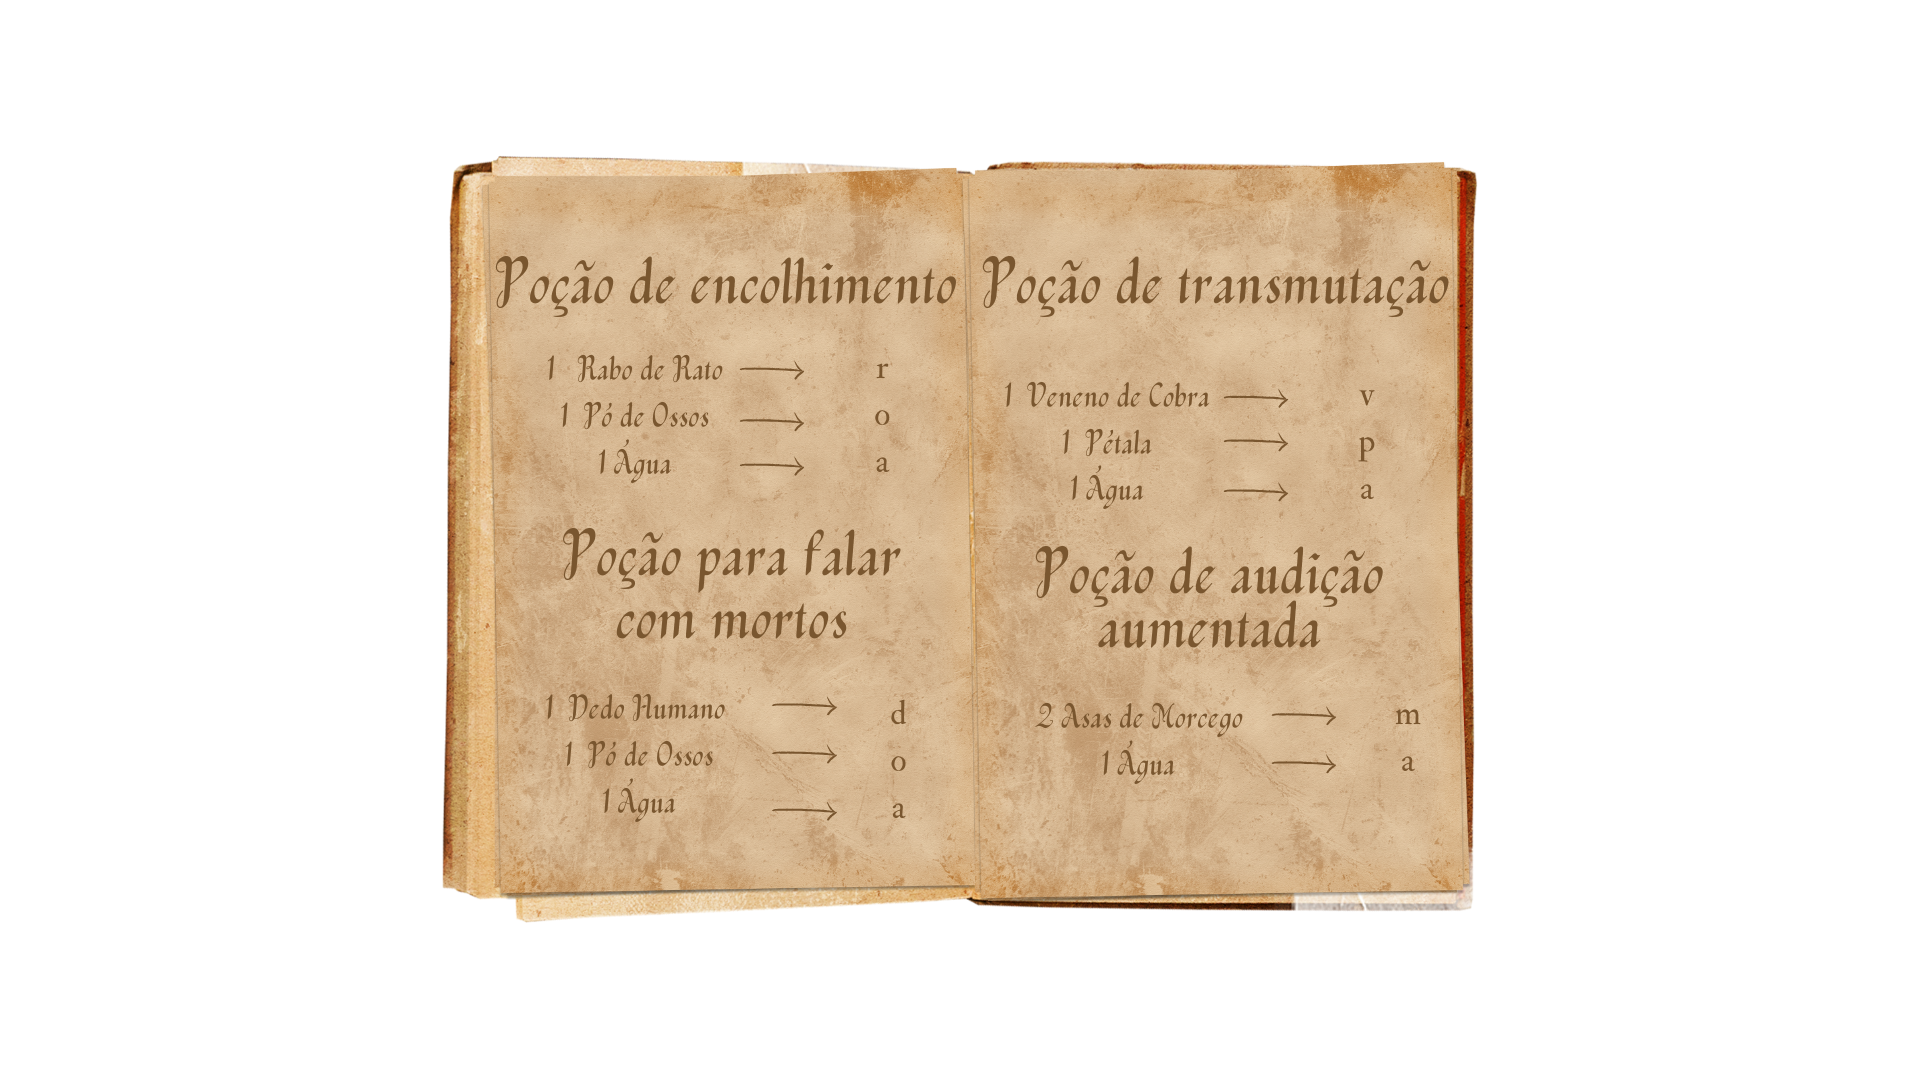 Poção de encolhimento
1 Rabo de Rato → r
1 Pó de Ossos → o
1 Água → a
Poção para falar
com mortos
1 Dedo Humano → d
1 Pó de Ossos → o
1 Água → a
Poção de transmutação
1 Veneno de Cobra → v
1 Pétala → p
1 Água → a
Poção de audição
aumentada
2 Asas de Morcego → m
1 Água → a